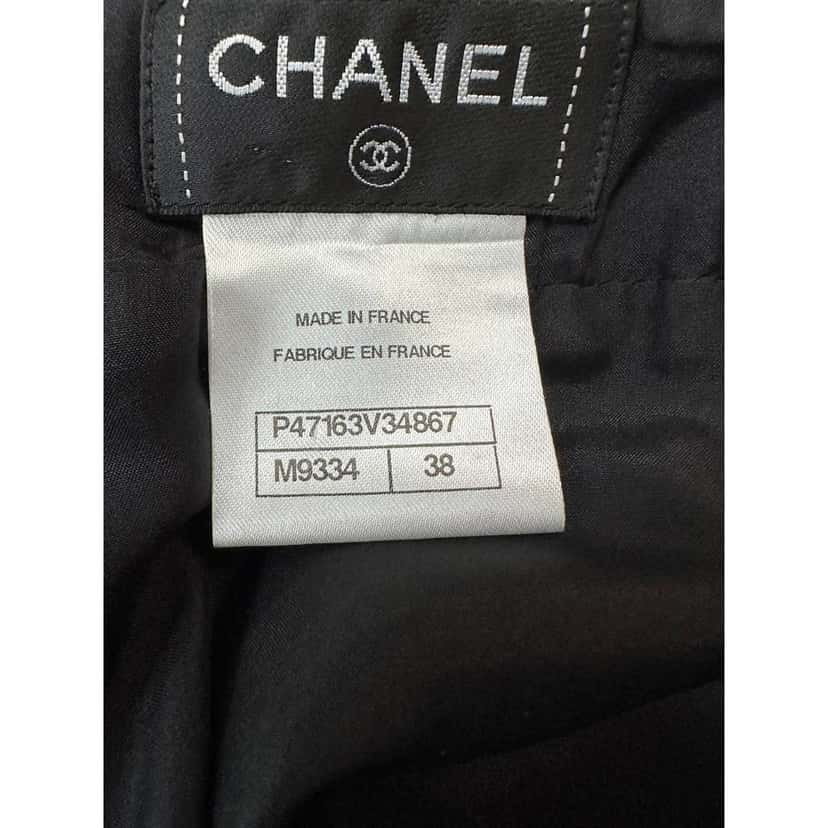 CHANEL
MADE IN FRANCE
FABRIQUE EN FRANCE
P47163V34867
M9334 38